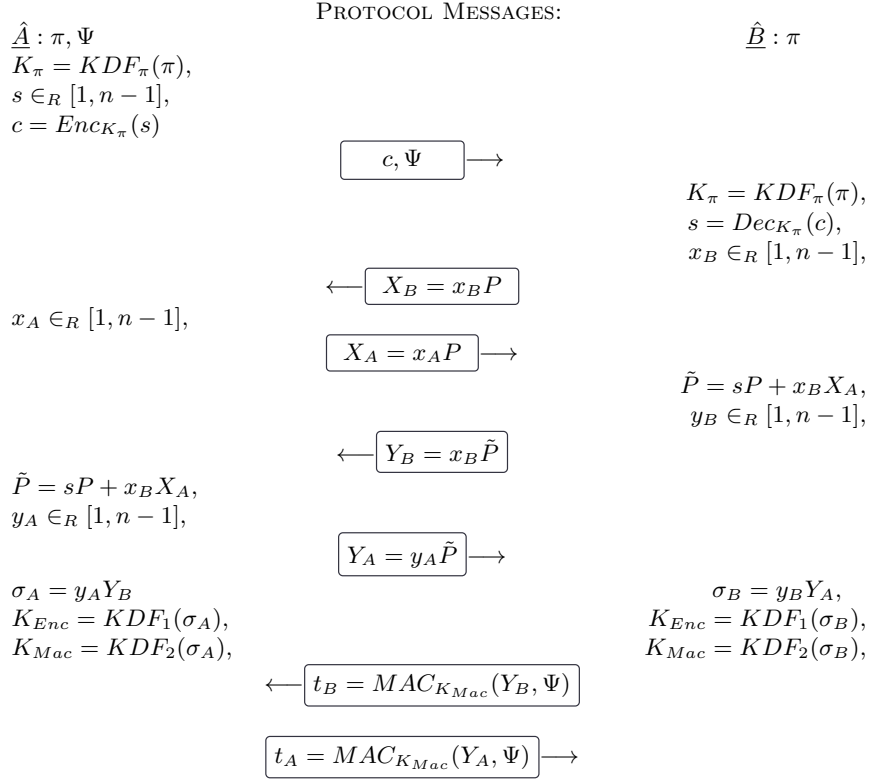 PROTOCOL MESSAGES:
Â : π, Ψ
B̂ : π
K_π = KDF_π(π),
s ∈_R [1, n − 1],
c = Enc_{K_π}(s)
c, Ψ →
K_π = KDF_π(π),
s = Dec_{K_π}(c),
x_B ∈_R [1, n − 1],
← X_B = x_B P
x_A ∈_R [1, n − 1],
X_A = x_A P →
P̃ = sP + x_B X_A,
y_B ∈_R [1, n − 1],
← Y_B = x_B P̃
P̃ = sP + x_B X_A,
y_A ∈_R [1, n − 1],
Y_A = y_A P̃ →
σ_A = y_A Y_B
σ_B = y_B Y_A,
K_{Enc} = KDF_1(σ_A),
K_{Enc} = KDF_1(σ_B),
K_{Mac} = KDF_2(σ_A),
K_{Mac} = KDF_2(σ_B),
← t_B = MAC_{K_{Mac}}(Y_B, Ψ)
t_A = MAC_{K_{Mac}}(Y_A, Ψ) →